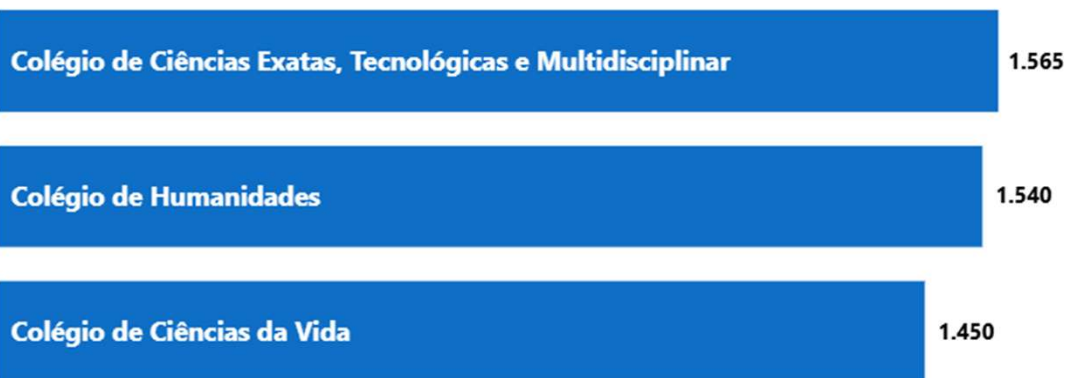 Colégio de Ciências Exatas, Tecnológicas e Multidisciplinar 1.565
Colégio de Humanidades 1.540
Colégio de Ciências da Vida 1.450